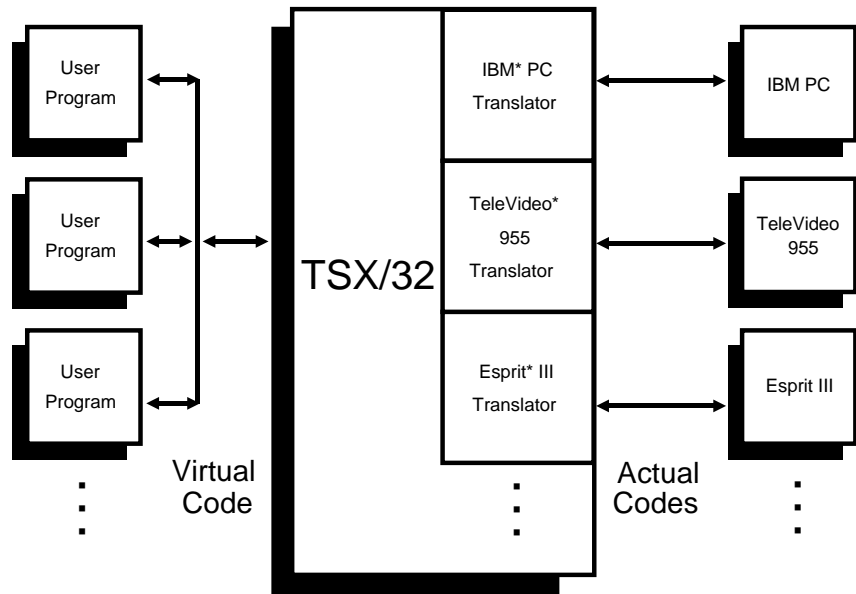 User
Program
User
Program
User
Program
Virtual
Code
TSX/32
IBM* PC
Translator
TeleVideo*
955
Translator
Esprit* III
Translator
Actual
Codes
IBM PC
TeleVideo
955
Esprit III